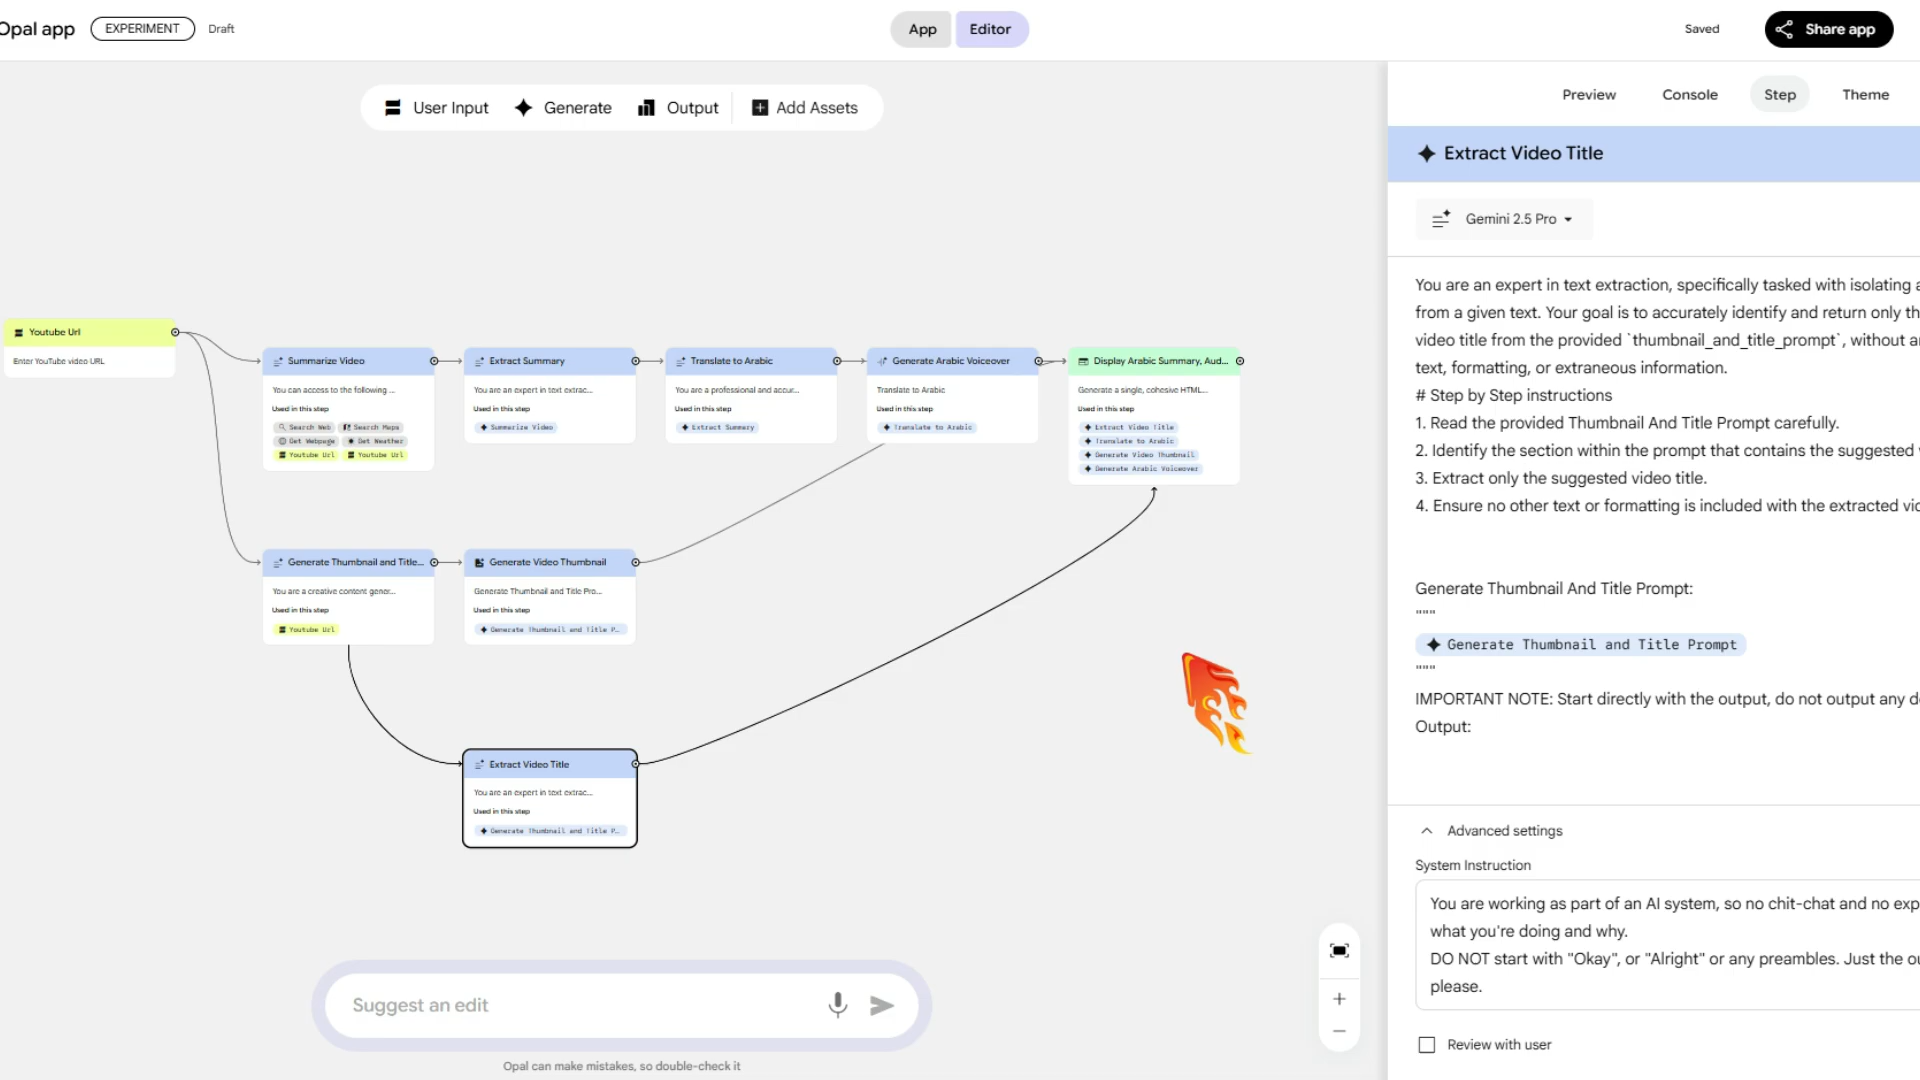 Opal app
EXPERIMENT
Draft
App
Editor
Saved
Share app
User Input
Generate
Output
Add Assets
Preview
Console
Step
Theme
Extract Video Title
Gemini 2.5 Pro
You are an expert in text extraction, specifically tasked with isolating a
from a given text. Your goal is to accurately identify and return only th
video title from the provided `thumbnail_and_title_prompt`, without a
text, formatting, or extraneous information.
# Step by Step instructions
1. Read the provided Thumbnail And Title Prompt carefully.
2. Identify the section within the prompt that contains the suggested
3. Extract only the suggested video title.
4. Ensure no other text or formatting is included with the extracted vi
Generate Thumbnail And Title Prompt:
"""
Generate Thumbnail and Title Prompt
"""
IMPORTANT NOTE: Start directly with the output, do not output any d
Output:
Advanced settings
System Instruction
You are working as part of an AI system, so no chit-chat and no exp
what you're doing and why.
DO NOT start with "Okay", or "Alright" or any preambles. Just the ou
please.
Review with user
Youtube Url
Enter YouTube video URL
Summarize Video
You can access to the following ...
Used in this step
Search Web
Search Maps
Get Webpage
Get Weather
Youtube Url
Youtube Url
Extract Summary
You are an expert in text extrac...
Used in this step
Summarize Video
Translate to Arabic
You are a professional and accur...
Used in this step
Extract Summary
Generate Arabic Voiceover
Translate to Arabic
Used in this step
Translate to Arabic
Display Arabic Summary, Aud...
Generate a single, cohesive HTML...
Used in this step
Extract Video Title
Translate to Arabic
Generate Video Thumbnail
Generate Arabic Voiceover
Generate Thumbnail and Title...
You are a creative content gener...
Used in this step
Youtube Url
Generate Video Thumbnail
Generate Thumbnail and Title Pro...
Used in this step
Generate Thumbnail and Title P...
Extract Video Title
You are an expert in text extrac...
Used in this step
Generate Thumbnail and Title P...
Suggest an edit
Opal can make mistakes, so double-check it